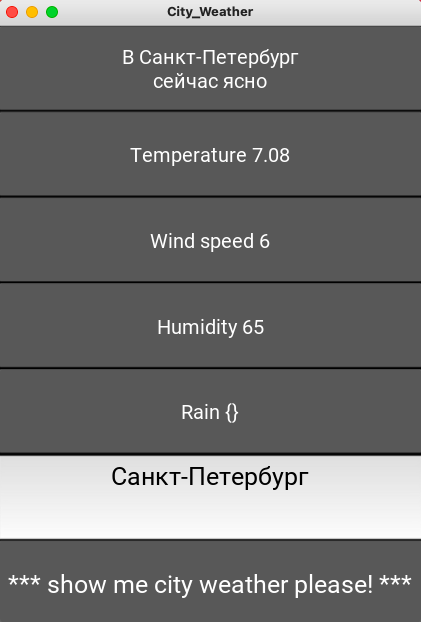 City_Weather
В Санкт-Петербург
сейчас ясно
Temperature 7.08
Wind speed 6
Humidity 65
Rain {}
Санкт-Петербург
*** show me city weather please! ***